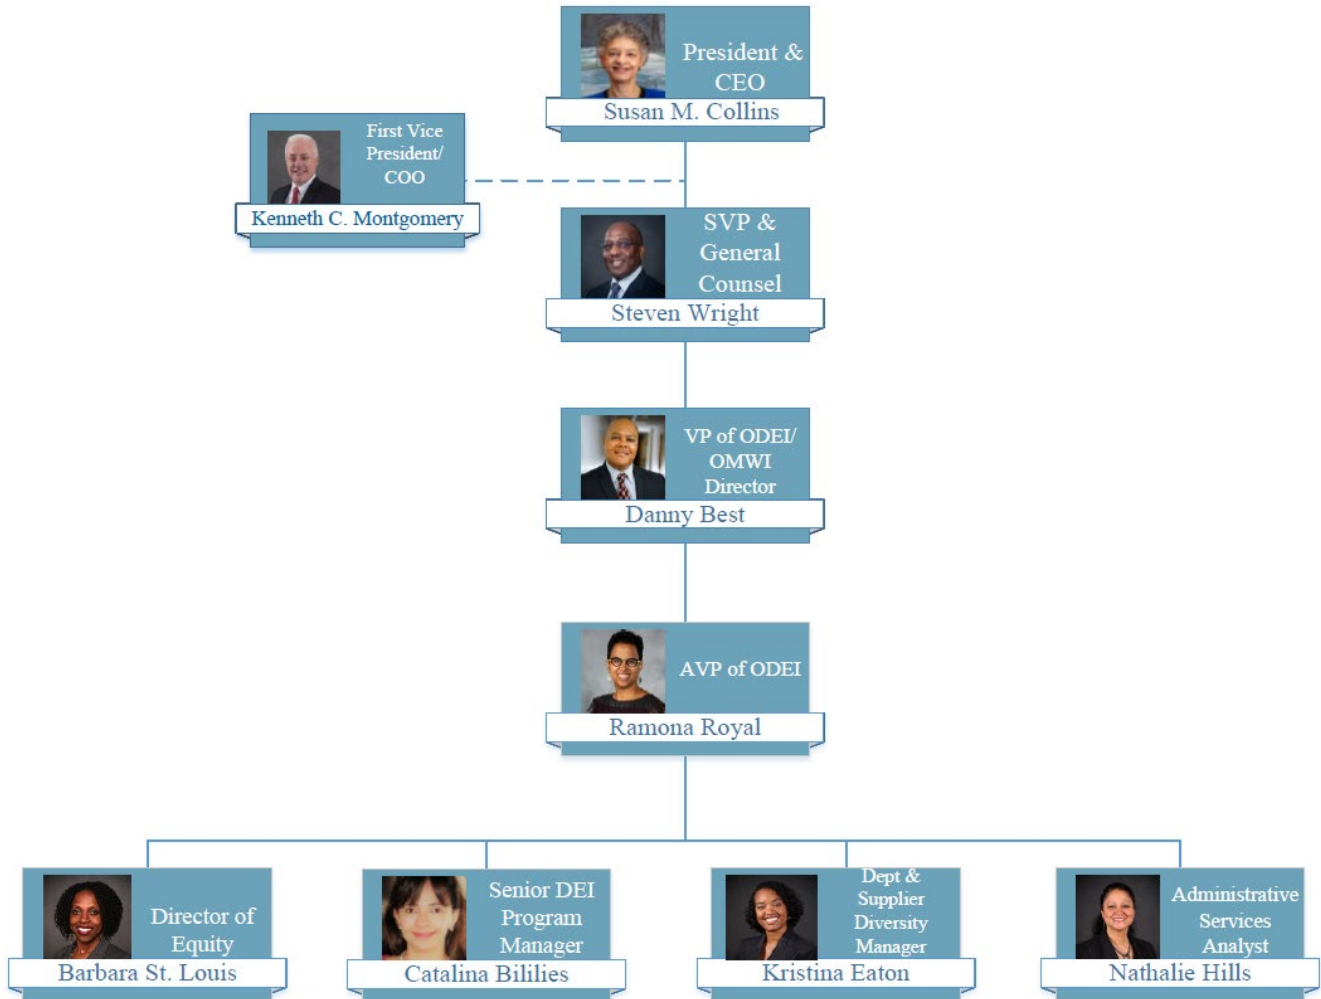 President &
CEO
Susan M. Collins
First Vice
President/
COO
Kenneth C. Montgomery
SVP &
General
Counsel
Steven Wright
VP of ODEI/
OMWI
Director
Danny Best
AVP of ODEI
Ramona Royal
Director of
Equity
Barbara St. Louis
Senior DEI
Program
Manager
Catalina Bililies
Dept &
Supplier
Diversity
Manager
Kristina Eaton
Administrative
Services
Analyst
Nathalie Hills